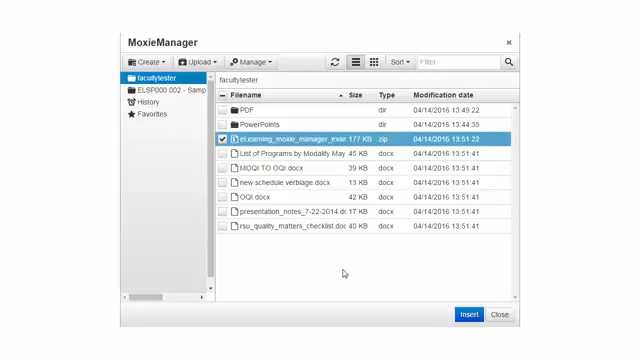 MoxieManager
Create Upload Manage Sort Filter
facultytester
ELSP000 002 - Samp
History
Favorites
facultytester
Filename Size Type Modification date
PDF dir 04/14/2016 13:49:22
PowerPoints dir 04/14/2016 13:44:35
eLearning_moxie_manager_exam 177 KB zip 04/14/2016 13:51:22
List of Programs by Modality May 45 KB docx 04/14/2016 13:51:41
MOQI TO OQI.docx 39 KB docx 04/14/2016 13:51:41
new schedule verbiage.docx 13 KB docx 04/14/2016 13:51:41
OQI.docx 42 KB docx 04/14/2016 13:51:41
presentation_notes_7-22-2014.dc 17 KB docx 04/14/2016 13:51:41
rsu_quality_matters_checklist.doc 40 KB docx 04/14/2016 13:51:41
Insert Close